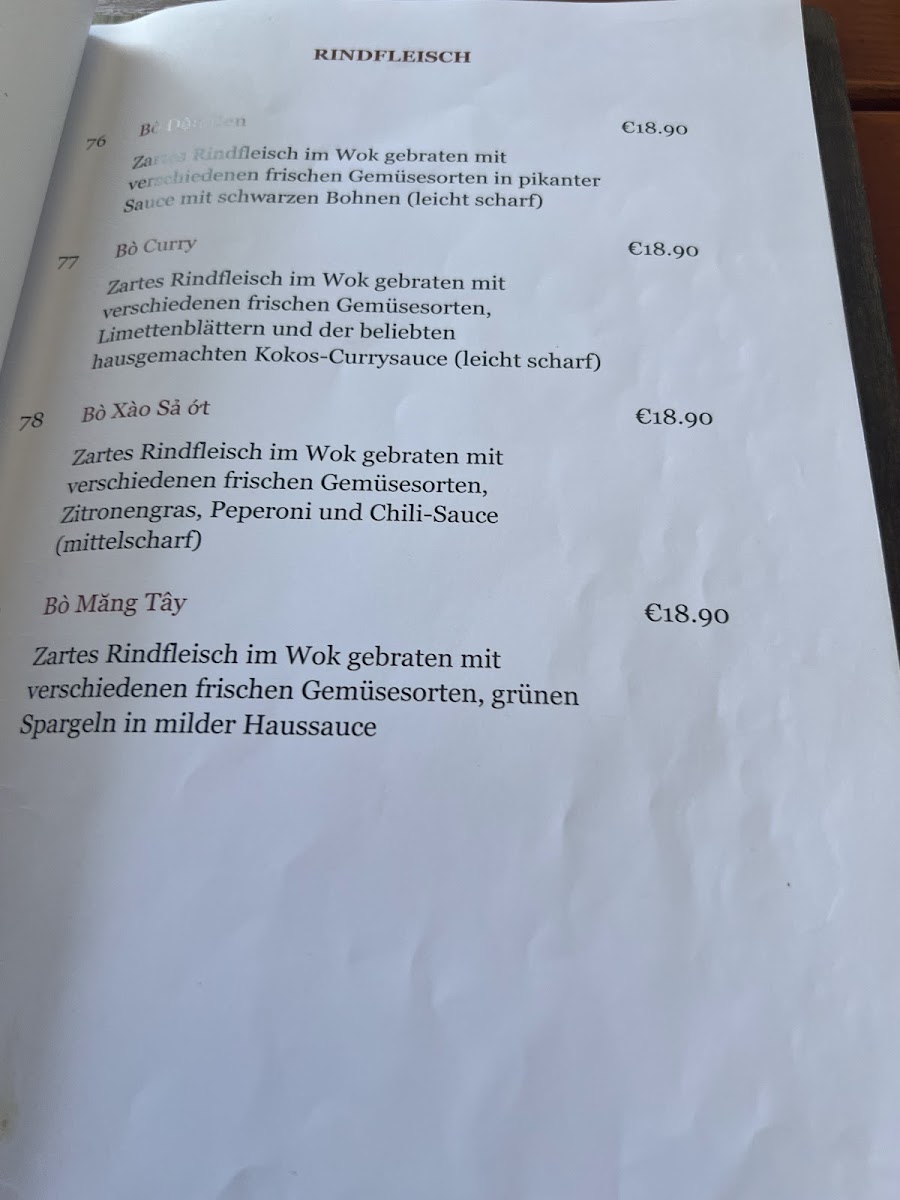 RINDFLEISCH
76 Bò €18.90
Zartes Rindfleisch im Wok gebraten mit
verschiedenen frischen Gemüsesorten in pikanter
Sauce mit schwarzen Bohnen (leicht scharf)
77 Bò Curry €18.90
Zartes Rindfleisch im Wok gebraten mit
verschiedenen frischen Gemüsesorten,
Limettenblättern und der beliebten
hausgemachten Kokos-Currysauce (leicht scharf)
78 Bò Xào Sả ớt €18.90
Zartes Rindfleisch im Wok gebraten mit
verschiedenen frischen Gemüsesorten,
Zitronengras, Peperoni und Chili-Sauce
(mittelscharf)
Bò Măng Tây €18.90
Zartes Rindfleisch im Wok gebraten mit
verschiedenen frischen Gemüsesorten, grünen
Spargeln in milder Haussauce